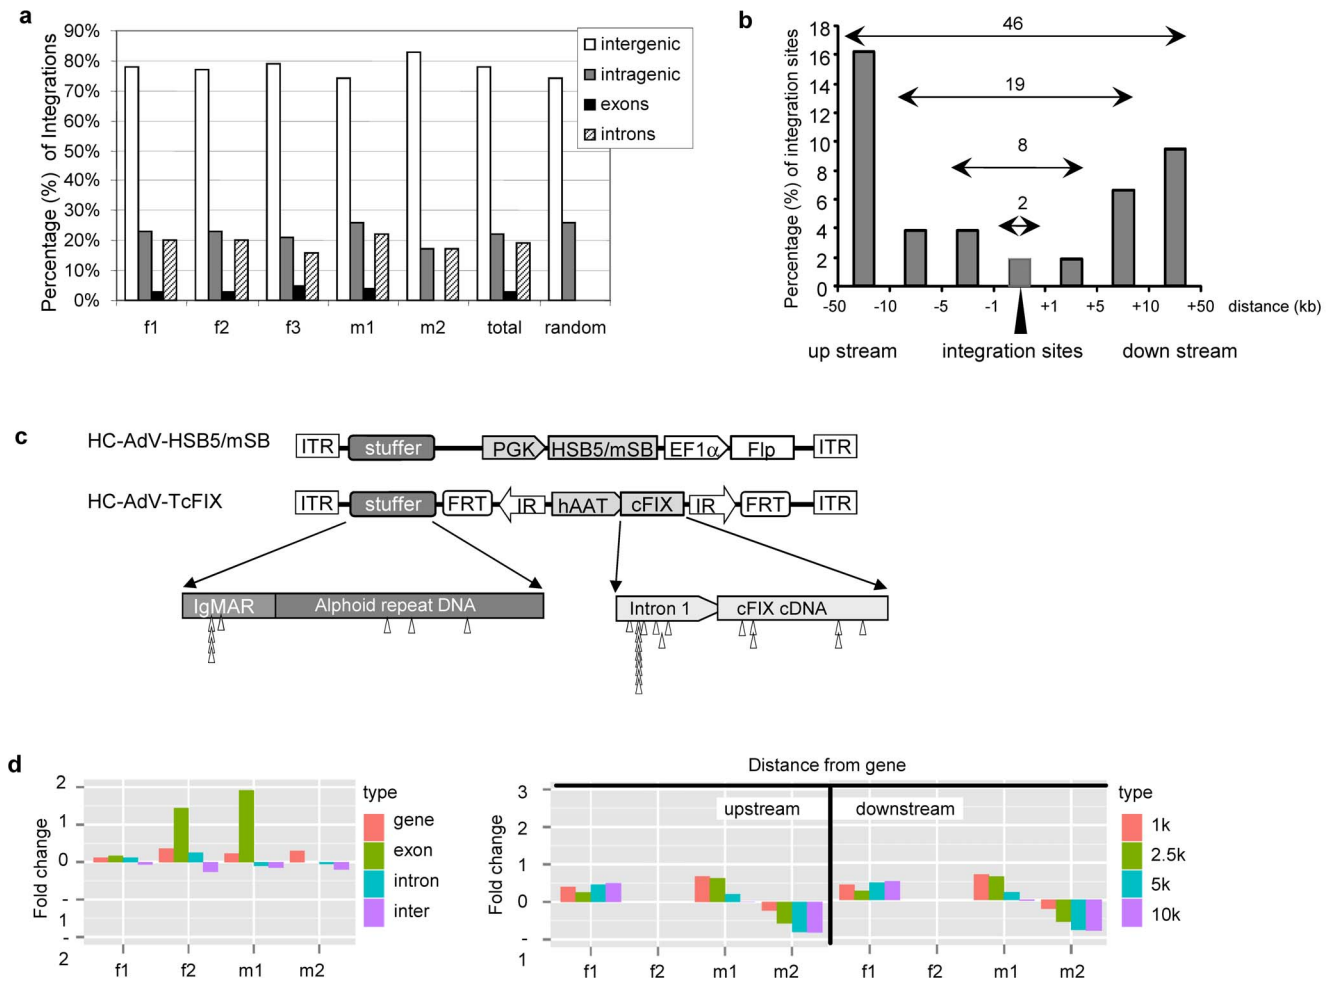 a
90%
80%
70%
60%
50%
40%
30%
20%
10%
0%
Percentage (%) of Integrations
f1 f2 f3 m1 m2 total random
intergenic
intragenic
exons
introns
b
18
16
14
12
10
8
6
4
2
0
Percentage (%) of integration sites
46
19
8
2
-50 -10 -5 -1 +1 +5 +10 +50 distance (kb)
up stream integration sites down stream
c
HC-AdV-HSB5/mSB ITR stuffer PGK HSB5/mSB EF1α Flp ITR
HC-AdV-TcFIX ITR stuffer FRT IR hAAT cFIX IR FRT ITR
IgMAR Alphoid repeat DNA Intron 1 cFIX cDNA
d
2
1
0
-
1
-
2
Fold change
f1 f2 m1 m2
type
gene
exon
intron
inter
Distance from gene
upstream downstream
3
2
1
0
-
1
Fold change
f1 f2 m1 m2 f1 f2 m1 m2
type
1k
2.5k
5k
10k